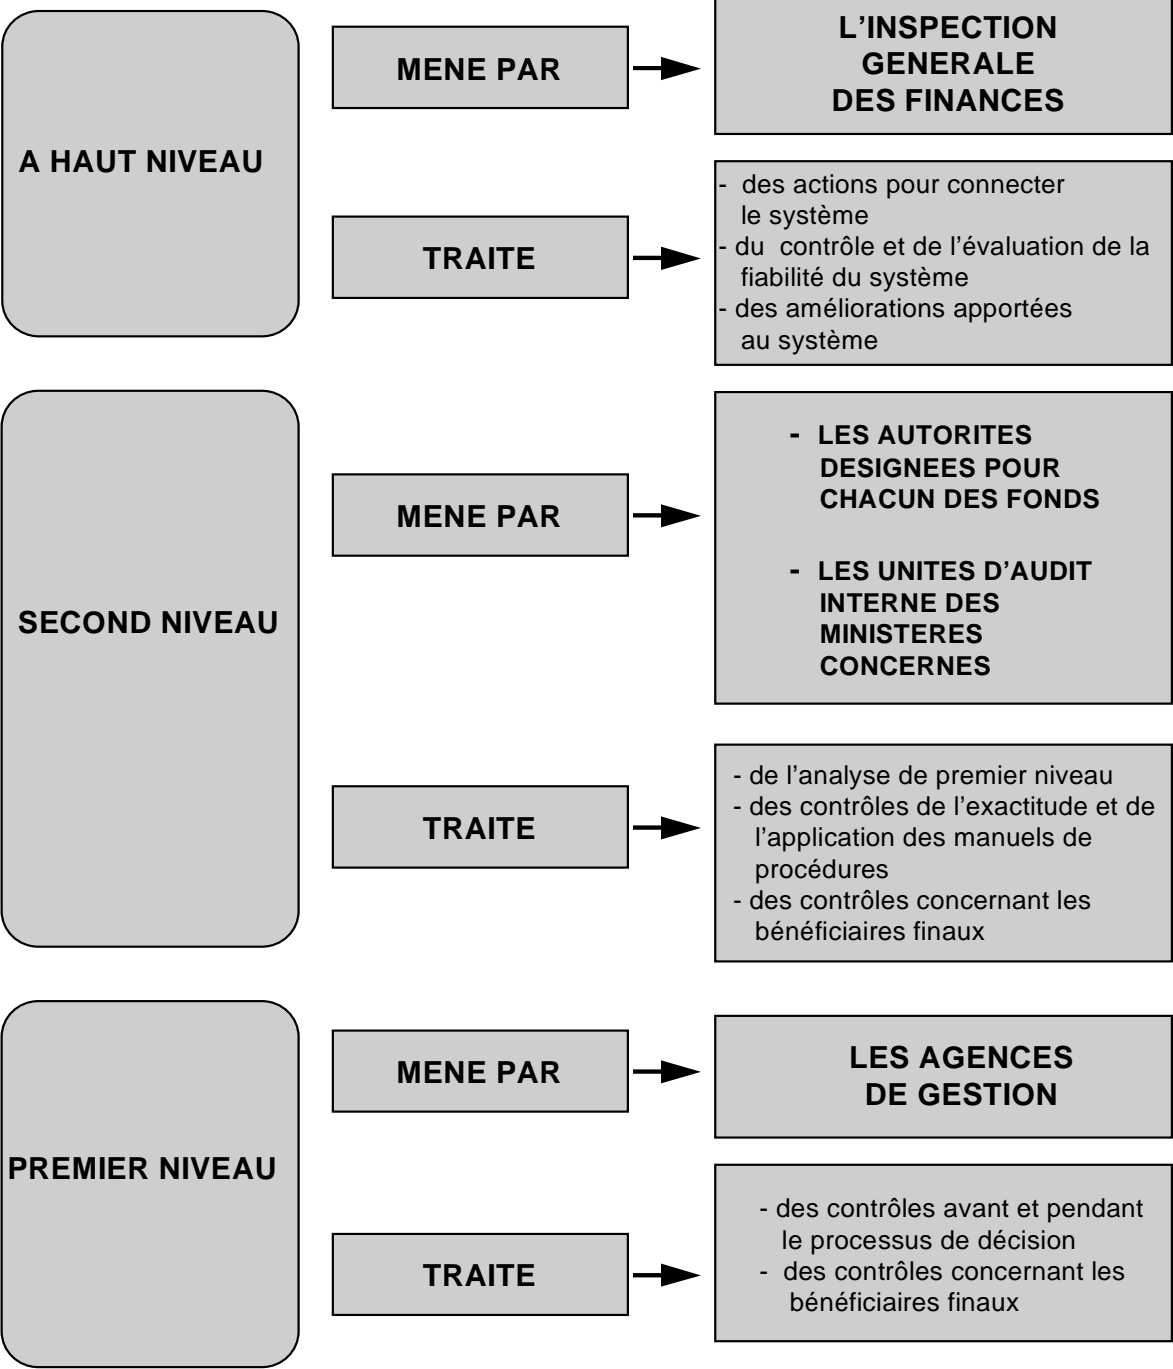 A HAUT NIVEAU
MENE PAR
L'INSPECTION
GENERALE
DES FINANCES
TRAITE
- des actions pour connecter
le système
- du contrôle et de l’évaluation de la
fiabilité du système
- des améliorations apportées
au système
SECOND NIVEAU
MENE PAR
- LES AUTORITES
DESIGNEES POUR
CHACUN DES FONDS
- LES UNITES D’AUDIT
INTERNE DES
MINISTERES
CONCERNES
TRAITE
- de l’analyse de premier niveau
- des contrôles de l’exactitude et de
l’application des manuels de
procédures
- des contrôles concernant les
bénéficiaires finaux
PREMIER NIVEAU
MENE PAR
LES AGENCES
DE GESTION
TRAITE
- des contrôles avant et pendant
le processus de décision
- des contrôles concernant les
bénéficiaires finaux